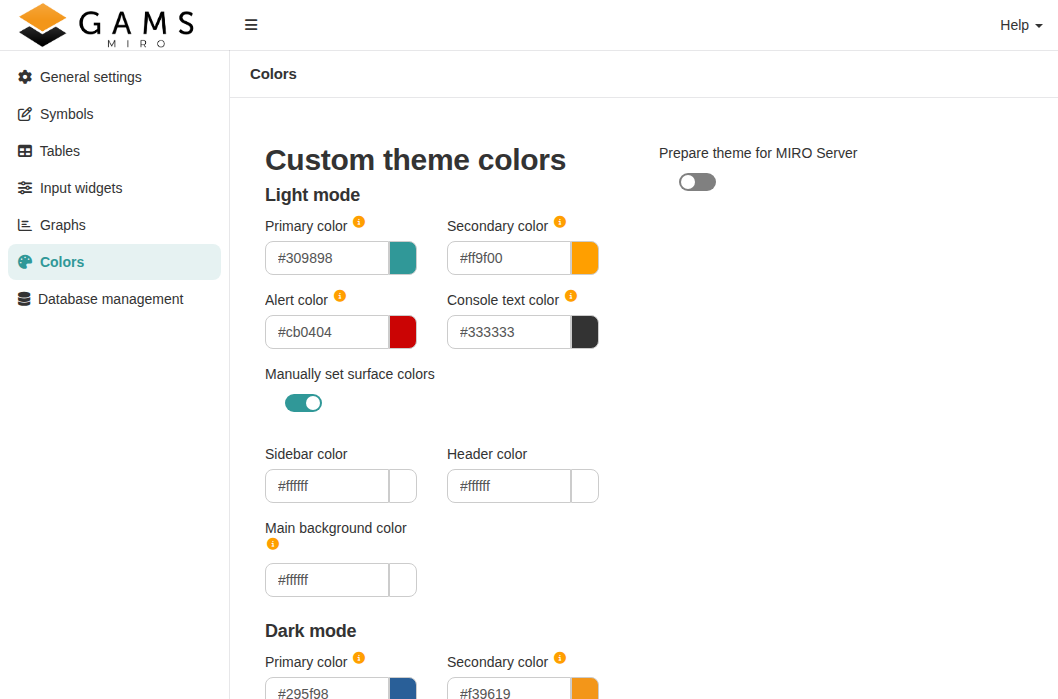 GAMS
MIRO
Help
General settings
Symbols
Tables
Input widgets
Graphs
Colors
Database management
Colors
Custom theme colors
Prepare theme for MIRO Server
Light mode
Primary color
Secondary color
#309898
#ff9f00
Alert color
Console text color
#cb0404
#333333
Manually set surface colors
Sidebar color
Header color
#ffffff
#ffffff
Main background color
#ffffff
Dark mode
Primary color
Secondary color
#295f98
#f39619